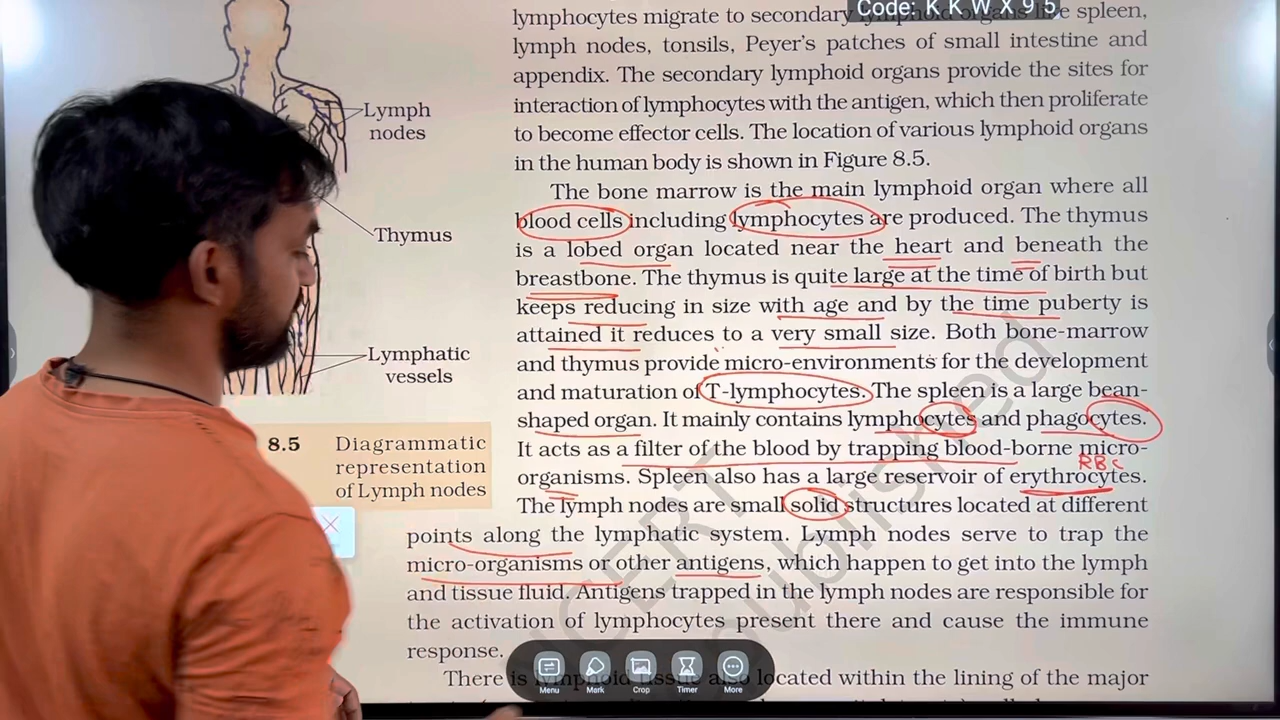 Code: K K W X 9 5
lymphocytes migrate to secondary lymphoid organs like spleen,
lymph nodes, tonsils, Peyer's patches of small intestine and
appendix. The secondary lymphoid organs provide the sites for
interaction of lymphocytes with the antigen, which then proliferate
to become effector cells. The location of various lymphoid organs
in the human body is shown in Figure 8.5.
The bone marrow is the main lymphoid organ where all
blood cells including lymphocytes are produced. The thymus
is a lobed organ located near the heart and beneath the
breastbone. The thymus is quite large at the time of birth but
keeps reducing in size with age and by the time puberty is
attained it reduces to a very small size. Both bone-marrow
and thymus provide micro-environments for the development
and maturation of T-lymphocytes. The spleen is a large bean-
shaped organ. It mainly contains lymphocytes and phagocytes.
It acts as a filter of the blood by trapping blood-borne micro-
RBC
organisms. Spleen also has a large reservoir of erythrocytes.
The lymph nodes are small solid structures located at different
points along the lymphatic system. Lymph nodes serve to trap the
micro-organisms or other antigens, which happen to get into the lymph
and tissue fluid. Antigens trapped in the lymph nodes are responsible for
the activation of lymphocytes present there and cause the immune
response.
There is lymphoid tissue also located within the lining of the major
Lymph
nodes
Thymus
Lymphatic
vessels
8.5 Diagrammatic
representation
of Lymph nodes
NCERT
published
Menu Mark Crop Timer More